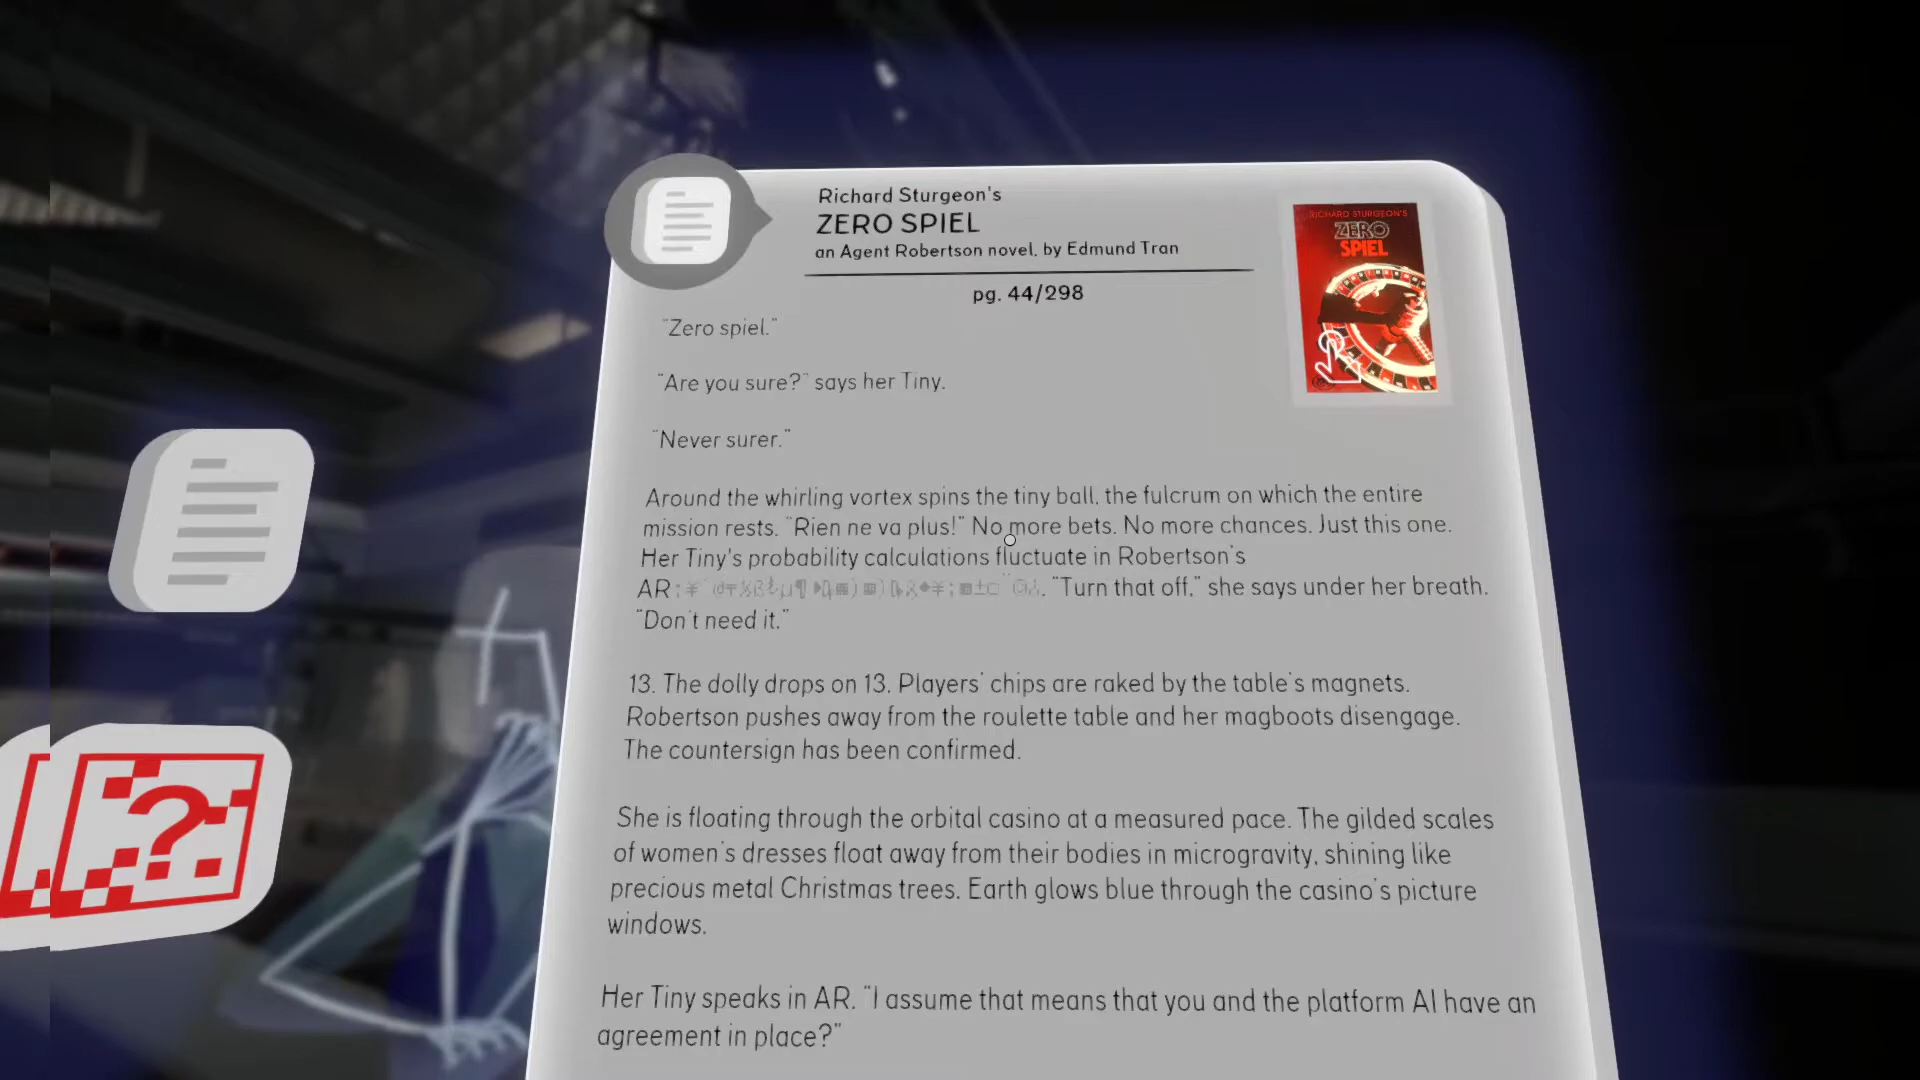 Richard Sturgeon's
ZERO SPIEL
an Agent Robertson novel, by Edmund Tran
pg. 44/298
RICHARD STURGEON'S
ZERO
SPIEL
"Zero spiel."
"Are you sure?" says her Tiny.
"Never surer."
Around the whirling vortex spins the tiny ball, the fulcrum on which the entire
mission rests. "Rien ne va plus!" No more bets. No more chances. Just this one.
Her Tiny's probability calculations fluctuate in Robertson's
AR: "Turn that off," she says under her breath.
"Don't need it."
13. The dolly drops on 13. Players' chips are raked by the table's magnets.
Robertson pushes away from the roulette table and her magboots disengage.
The countersign has been confirmed.
She is floating through the orbital casino at a measured pace. The gilded scales
of women's dresses float away from their bodies in microgravity, shining like
precious metal Christmas trees. Earth glows blue through the casino's picture
windows.
Her Tiny speaks in AR. "I assume that means that you and the platform AI have an
agreement in place?"
?